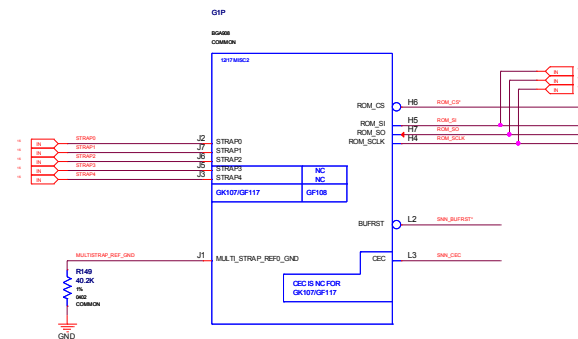 G1P
BGA908
COMMON
12/17 MISC2
IN
IN
IN
ROM_CS H6 ROM_CS*
ROM_SI H5 ROM_SI
ROM_SO H7 ROM_SO
ROM_SCLK H4 ROM_SCLK
IN STRAP0 J2 STRAP0
IN STRAP1 J7 STRAP1
IN STRAP2 J6 STRAP2
IN STRAP3 J5 STRAP3
IN STRAP4 J3 STRAP4
NC
NC
GK107/GF117 GF108
BUFRST L2 SNN_BUFRST*
MULTISTRAP_REF_GND J1 MULTI_STRAP_REF0_GND
CEC L3 SNN_CEC
CEC IS NC FOR
GK107/GF117
R149
40.2K
1%
0402
COMMON
GND